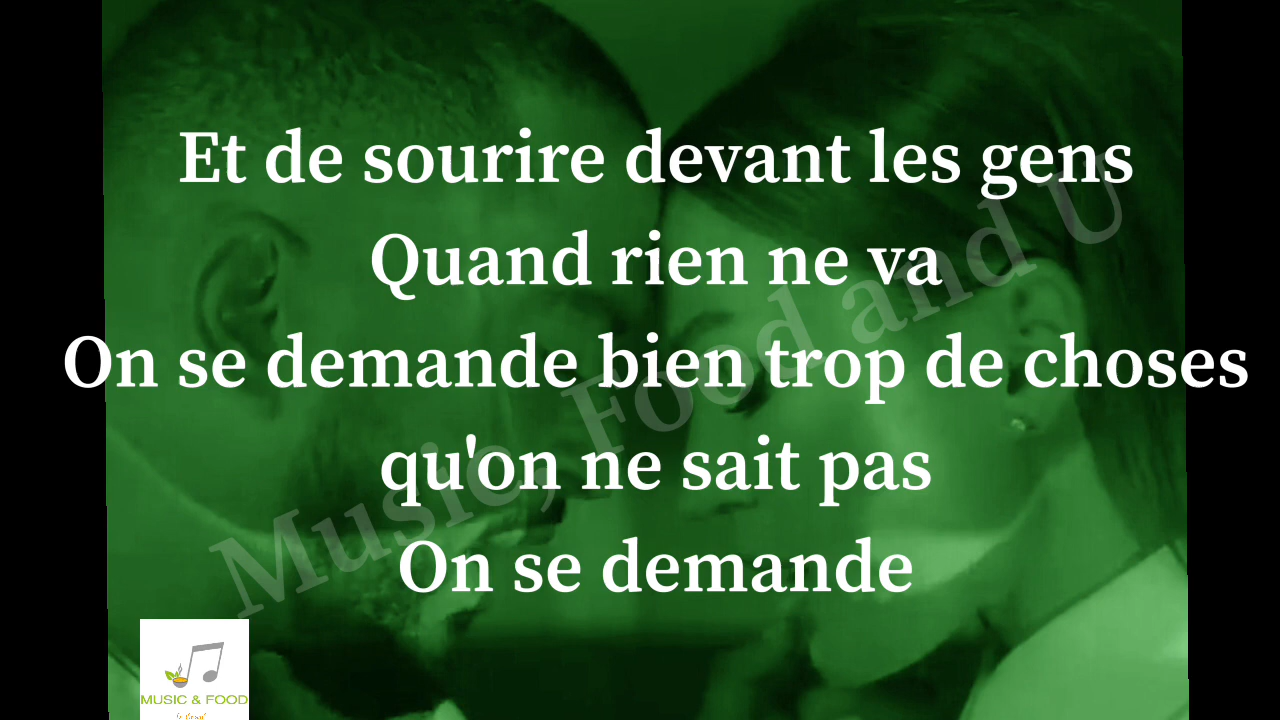 Et de sourire devant les gens
Quand rien ne va
On se demande bien trop de choses
qu'on ne sait pas
On se demande
Music, Food and U
MUSIC & FOOD